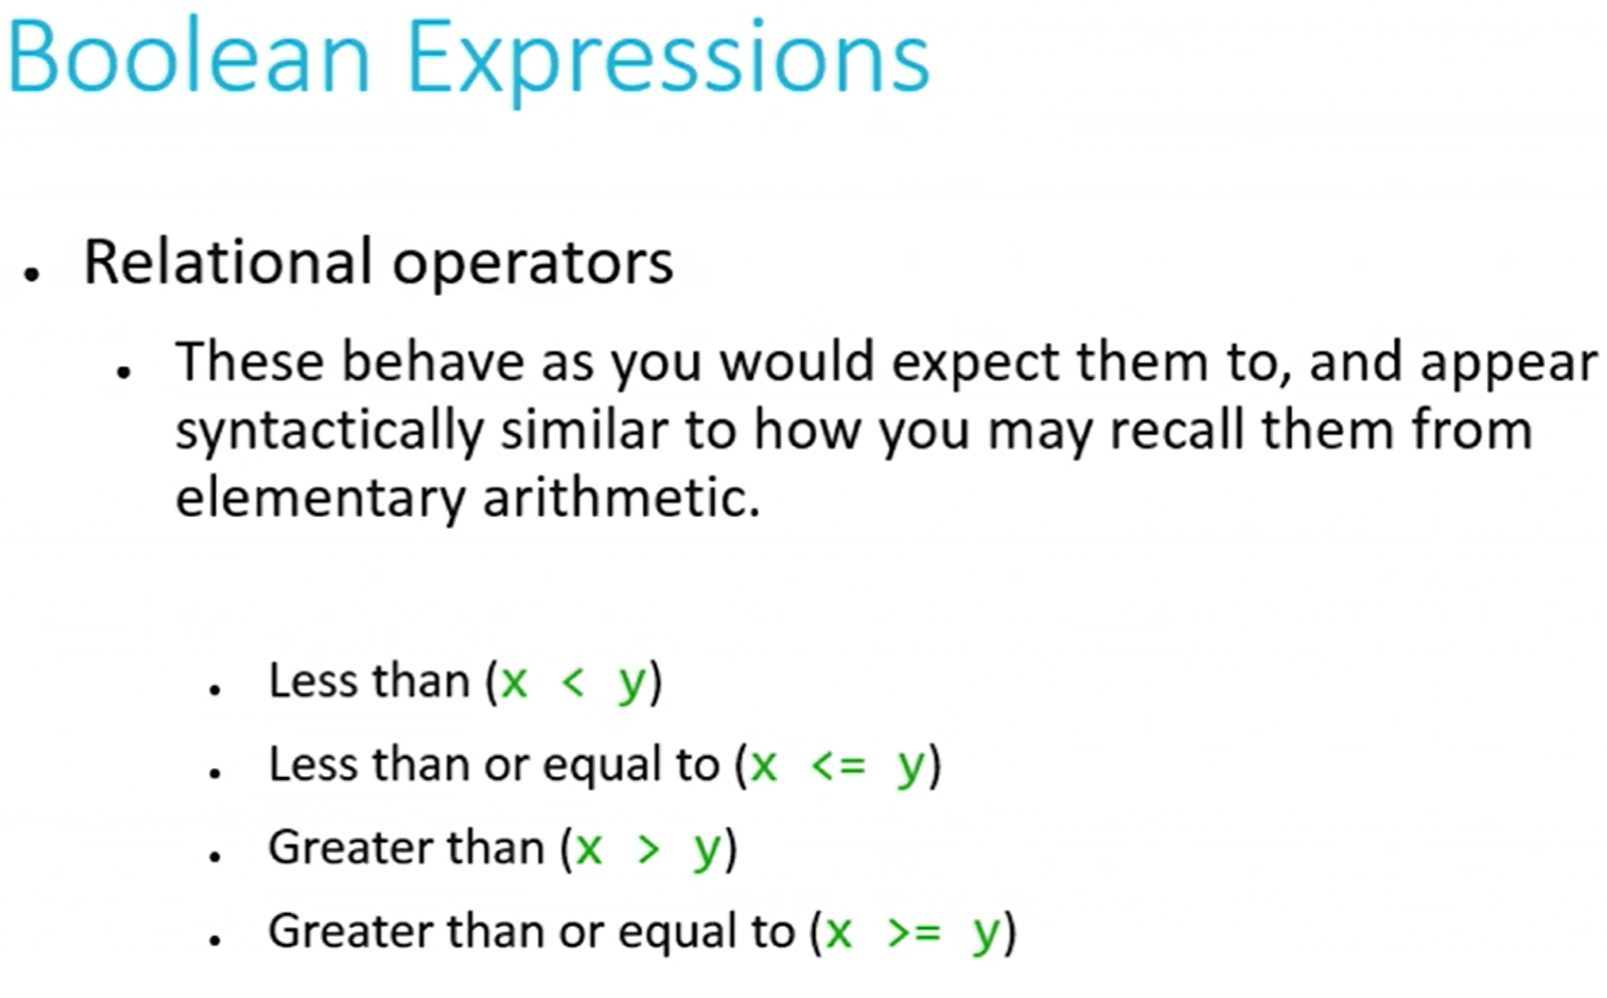 Boolean Expressions
• Relational operators
• These behave as you would expect them to, and appear
syntactically similar to how you may recall them from
elementary arithmetic.
• Less than (x < y)
• Less than or equal to (x <= y)
• Greater than (x > y)
• Greater than or equal to (x >= y)